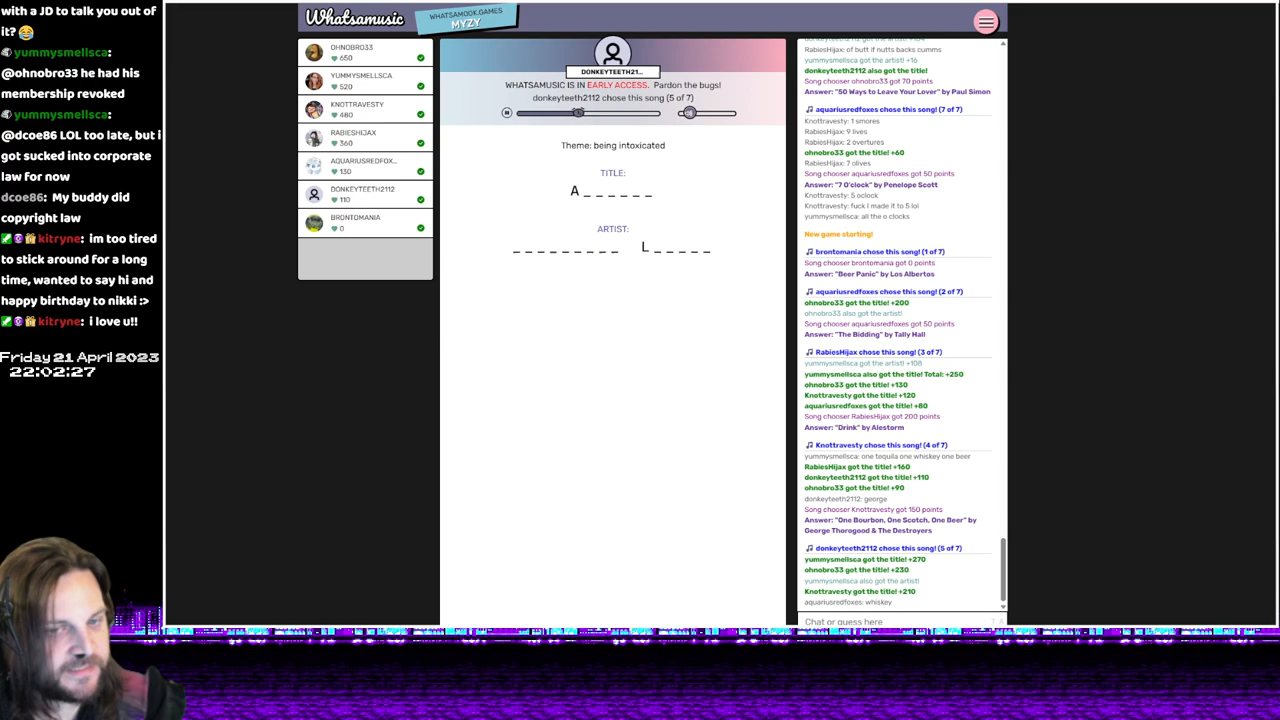 with a JD to talk you out of
it? 😂
yummysmellsca:
@ohnobro33 ite had a
membership revoked
yummysmellsca:
@doae86 LOL too late, but i
got sucked into corporate
law for now
noess: My fave is
copyright law
kitryne: im too tired
to stick around for art
time, want to say
happy birthday to luxi :>
kitryne: i love u!!
Friday 21 April 2023
Whatsamusic
WHATSAMOOK.GAMES
MYZY
OHNOBRO33
650
YUMMYSMELLSCA
520
KNOTTRAVESTY
480
RABIESHIJAX
360
AQUARIUSREDFOX...
130
DONKEYTEETH2112
110
BRONTOMANIA
0
DONKEYTEETH21...
WHATSAMUSIC IS IN EARLY ACCESS. Pardon the bugs!
donkeyteeth2112 chose this song! (5 of 7)
Theme: being intoxicated
TITLE:
A _ _ _ _ _ _
ARTIST:
_ _ _ _ _ _ _ _ _ L _ _ _ _ _
donkeyteeth2112 got the artist! +104
RabiesHijax: of butt if nutts backs cumms
yummysmellsca got the artist! +16
donkeyteeth2112 also got the title!
Song chooser ohnobro33 got 70 points
Answer: "50 Ways to Leave Your Lover" by Paul Simon
aquariusredfoxes chose this song! (7 of 7)
Knottravesty: 1 smores
RabiesHijax: 9 lives
RabiesHijax: 2 overtures
ohnobro33 got the title! +60
RabiesHijax: 7 olives
Song chooser aquariusredfoxes got 50 points
Answer: "7 O'clock" by Penelope Scott
Knottravesty: 5 oclock
Knottravesty: fuck I made it to 5 lol
yummysmellsca: all the o clocks
New game starting!
brontomania chose this song! (1 of 7)
Song chooser brontomania got 0 points
Answer: "Beer Panic" by Los Albertos
aquariusredfoxes chose this song! (2 of 7)
ohnobro33 got the title! +200
ohnobro33 also got the artist!
Song chooser aquariusredfoxes got 50 points
Answer: "The Bidding" by Tally Hall
RabiesHijax chose this song! (3 of 7)
yummysmellsca got the artist! +108
yummysmellsca also got the title! Total: +250
ohnobro33 got the title! +130
Knottravesty got the title! +120
aquariusredfoxes got the title! +80
Song chooser RabiesHijax got 200 points
Answer: "Drink" by Alestorm
Knottravesty chose this song! (4 of 7)
yummysmellsca: one tequila one whiskey one beer
RabiesHijax got the title! +160
donkeyteeth2112 got the title! +110
ohnobro33 got the title! +90
donkeyteeth2112: george
Song chooser Knottravesty got 150 points
Answer: "One Bourbon, One Scotch, One Beer" by
George Thorogood & The Destroyers
donkeyteeth2112 chose this song! (5 of 7)
yummysmellsca got the title! +270
ohnobro33 got the title! +230
yummysmellsca also got the artist!
Knottravesty got the title! +210
aquariusredfoxes: whiskey
Chat or guess here